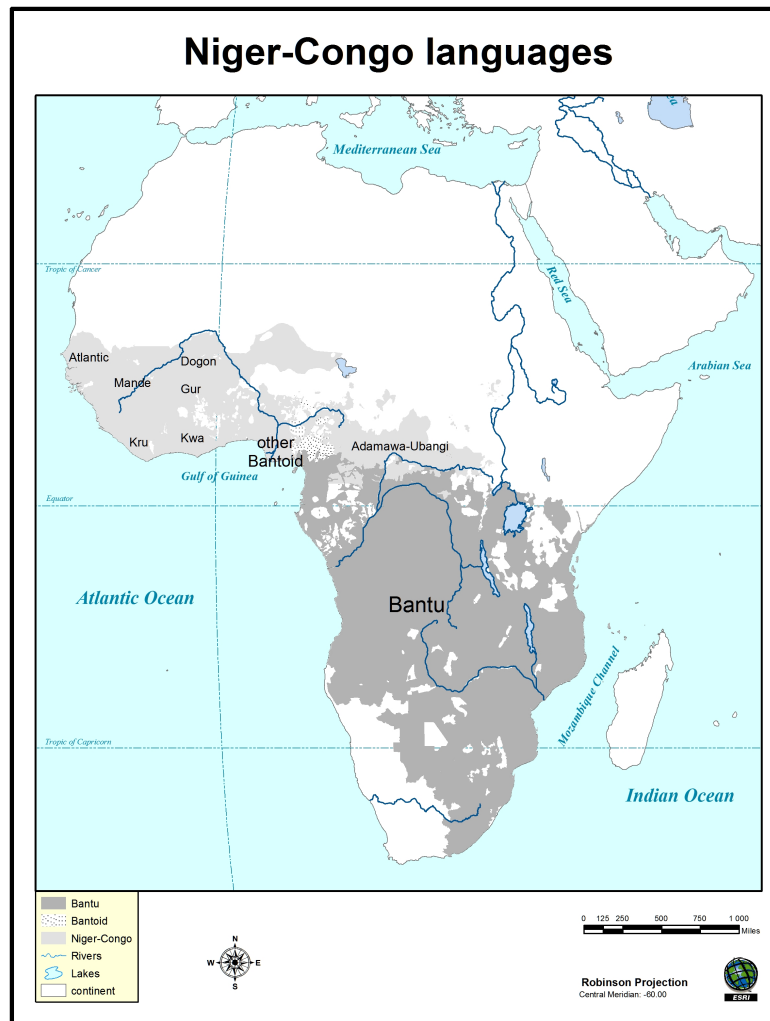 Niger-Congo languages
Mediterranean Sea
Tropic of Cancer
Red Sea
Arabian Sea
Atlantic
Dogon
Mande
Gur
Kru
Kwa
other
Bantoid
Adamawa-Ubangi
Gulf of Guinea
Equator
Atlantic Ocean
Bantu
Mozambique Channel
Tropic of Capricorn
Indian Ocean
Bantu
Bantoid
Niger-Congo
Rivers
Lakes
continent
N
W E
S
0 125 250 500 750 1 000
Miles
Robinson Projection
Central Meridian: -60.00
ESRI